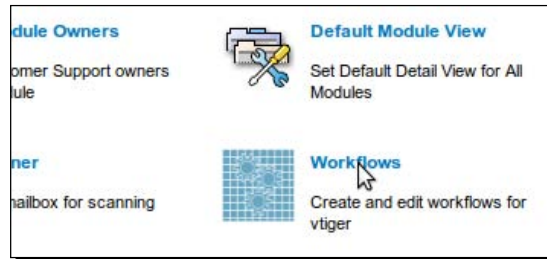 dule Owners
omer Support owners
lule
Default Module View
Set Default Detail View for All
Modules
ner
nailbox for scanning
Workflows
Create and edit workflows for
vtiger